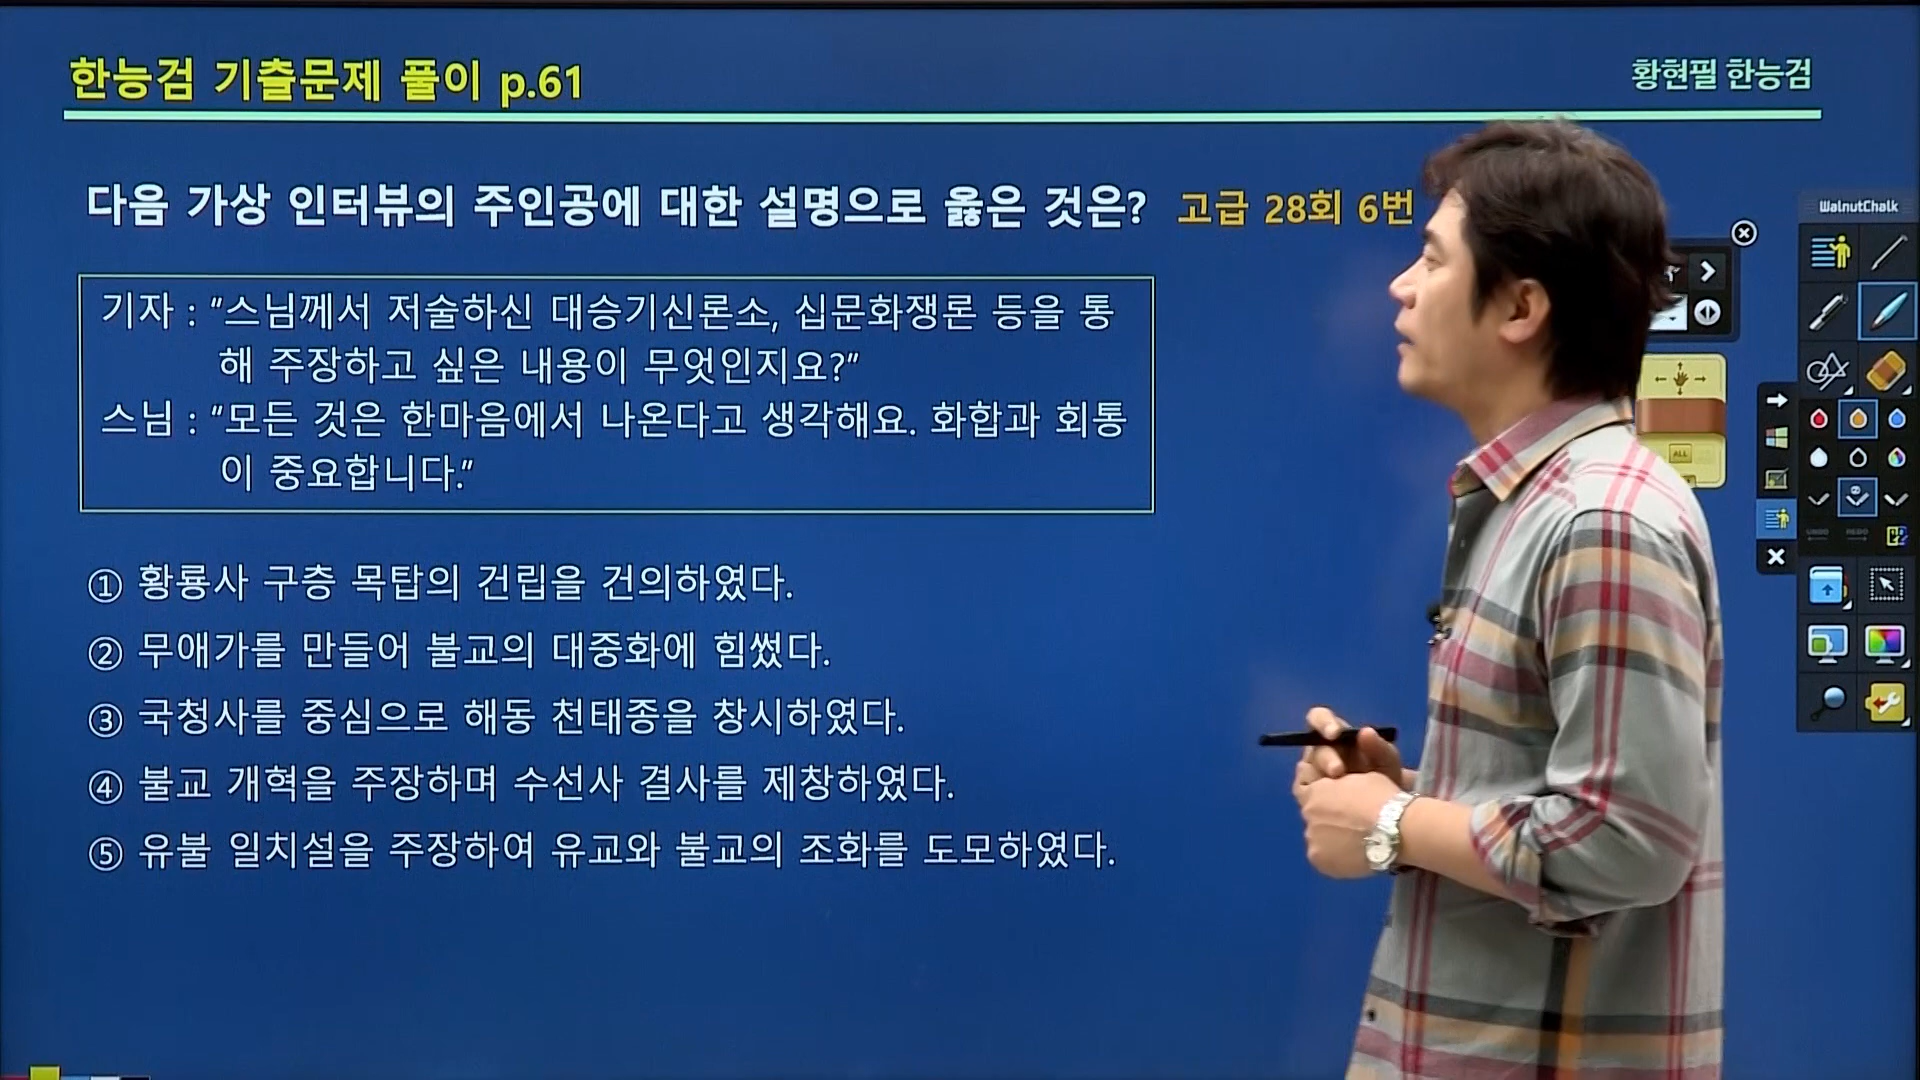 한능검 기출문제 풀이 p.61
황현필 한능검
다음 가상 인터뷰의 주인공에 대한 설명으로 옳은 것은? 고급 28회 6번
기자 : “스님께서 저술하신 대승기신론소, 십문화쟁론 등을 통
해 주장하고 싶은 내용이 무엇인지요?”
스님 : “모든 것은 한마음에서 나온다고 생각해요. 화합과 회통
이 중요합니다.”
① 황룡사 구층 목탑의 건립을 건의하였다.
② 무애가를 만들어 불교의 대중화에 힘썼다.
③ 국청사를 중심으로 해동 천태종을 창시하였다.
④ 불교 개혁을 주장하며 수선사 결사를 제창하였다.
⑤ 유불 일치설을 주장하여 유교와 불교의 조화를 도모하였다.
WalnutChalk
ALL
UNDO
REDO